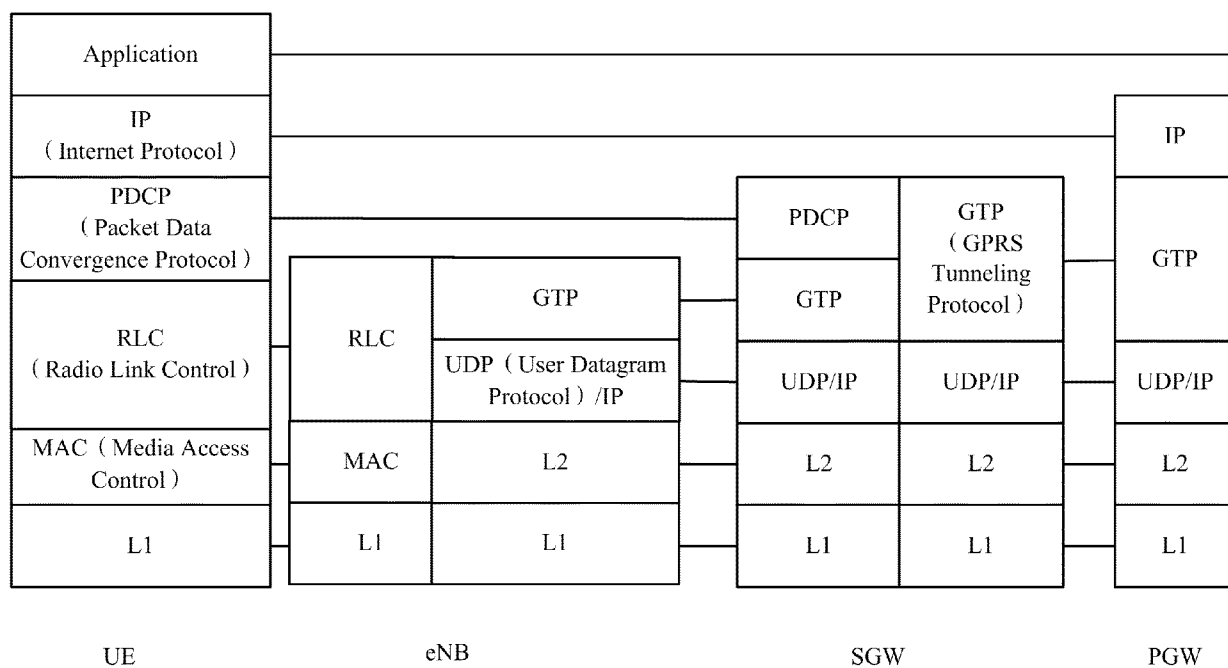 Application
IP
( Internet Protocol )
PDCP
( Packet Data
Convergence Protocol )
RLC
( Radio Link Control )
MAC ( Media Access
Control )
L1
UE
RLC
MAC
L1
GTP
UDP ( User Datagram
Protocol ) /IP
L2
L1
eNB
PDCP
GTP
UDP/IP
L2
L1
GTP
( GPRS
Tunneling
Protocol )
UDP/IP
L2
L1
SGW
IP
GTP
UDP/IP
L2
L1
PGW